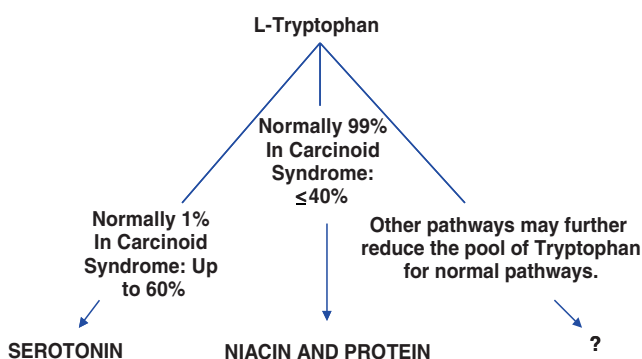 L-Tryptophan
Normally 99%
In Carcinoid
Syndrome:
≤40%
Normally 1%
In Carcinoid
Syndrome: Up
to 60%
Other pathways may further
reduce the pool of Tryptophan
for normal pathways.
SEROTONIN
NIACIN AND PROTEIN
?